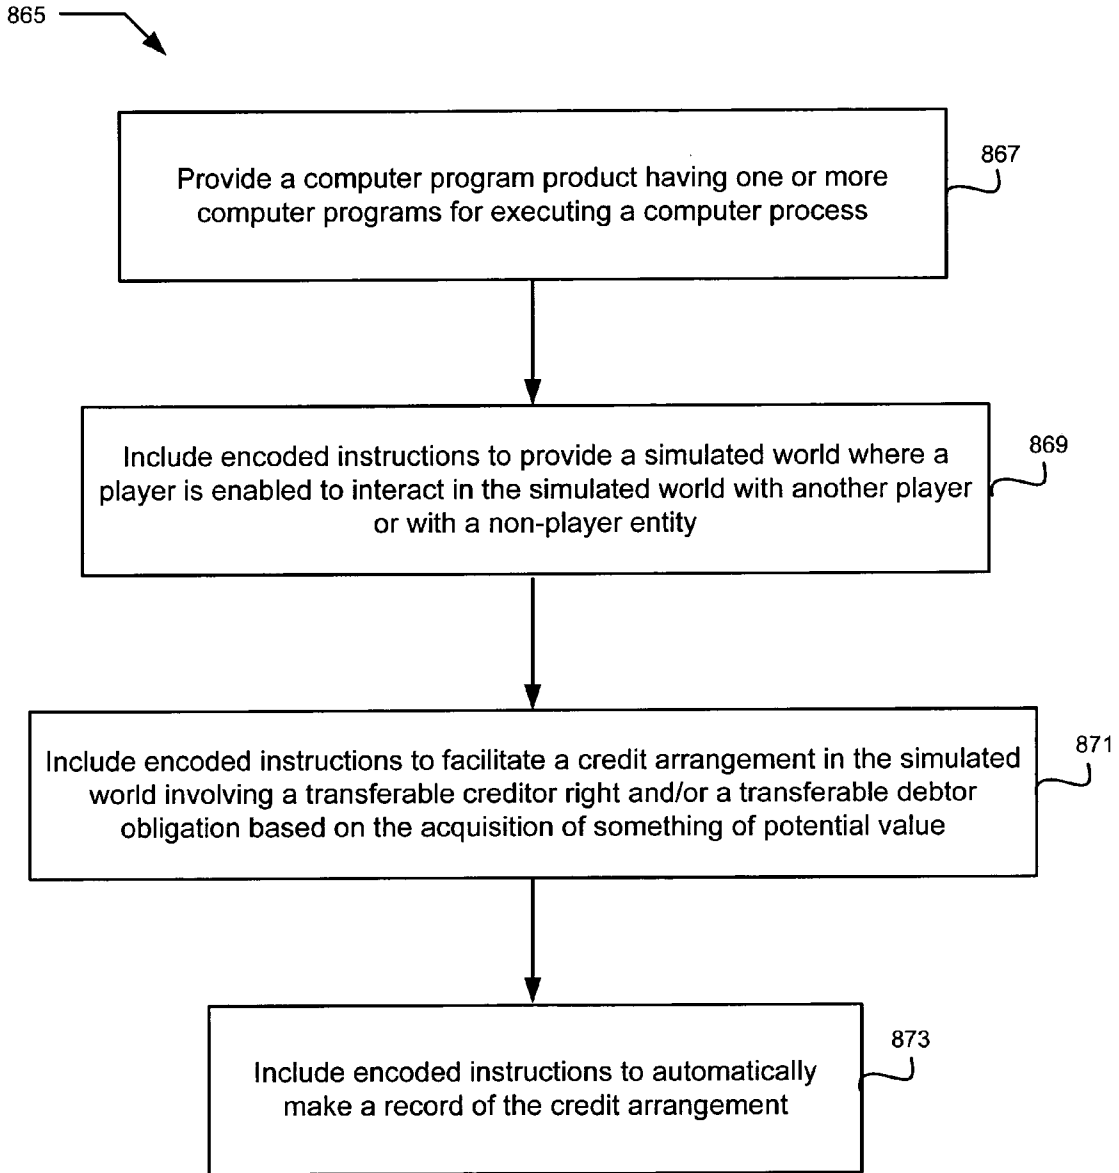 865
Provide a computer program product having one or more
computer programs for executing a computer process
867
Include encoded instructions to provide a simulated world where a
player is enabled to interact in the simulated world with another player
or with a non-player entity
869
Include encoded instructions to facilitate a credit arrangement in the simulated
world involving a transferable creditor right and/or a transferable debtor
obligation based on the acquisition of something of potential value
871
Include encoded instructions to automatically
make a record of the credit arrangement
873